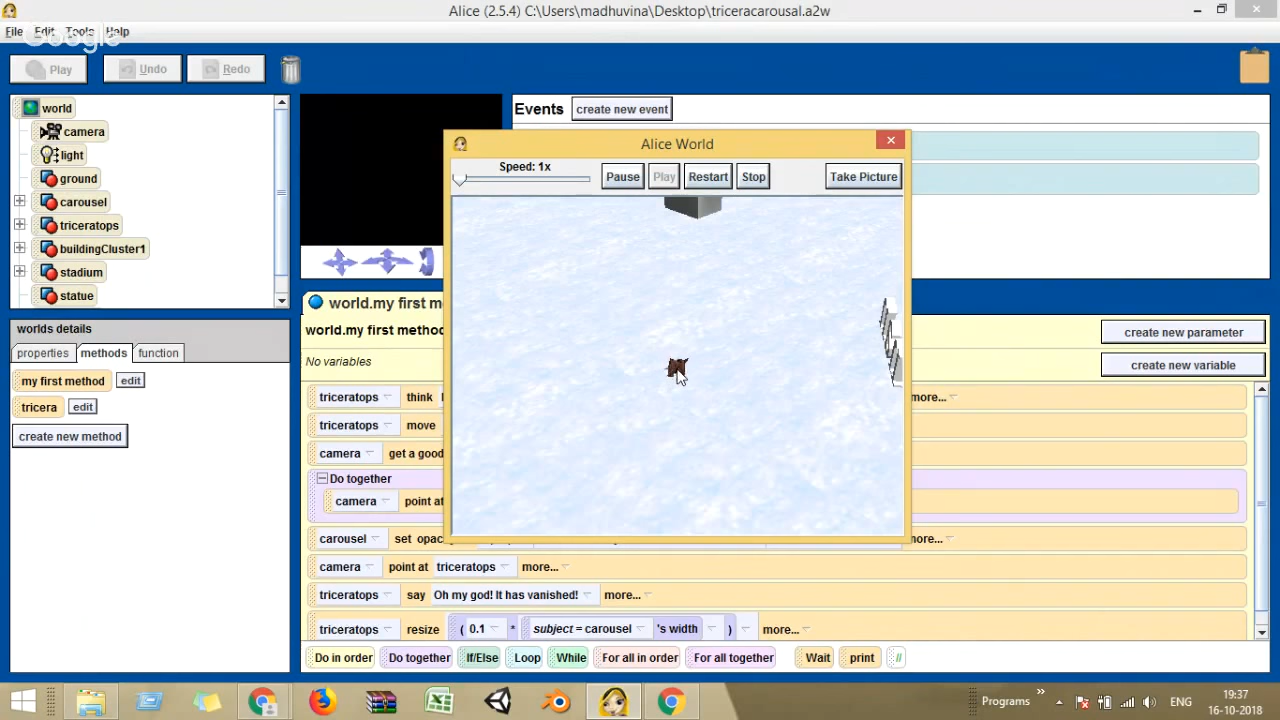 Alice (2.5.4) C:\Users\madhuvina\Desktop\triceracarousal.a2w
File Edit Tools Help
Google
Play Undo Redo
world
camera
light
ground
carousel
triceratops
buildingCluster1
stadium
statue
Events create new event
Alice World
Speed: 1x
Pause Play Restart Stop Take Picture
worlds details
properties methods function
my first method edit
tricera edit
create new method
world.my first m
world.my first method
No variables
create new parameter
create new variable
triceratops think more...
triceratops move
camera get a good
Do together
camera point at
carousel set opac more...
camera point at triceratops more...
triceratops say Oh my god! It has vanished! more...
triceratops resize ( 0.1 * subject = carousel 's width ) more...
Do in order Do together If/Else Loop While For all in order For all together Wait print //
Programs » ENG 19:37
16-10-2018